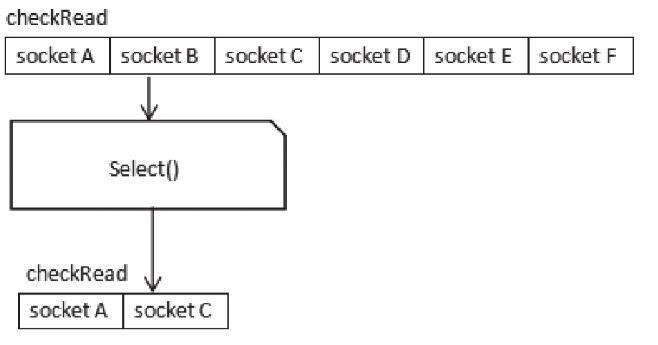 checkRead
socket A socket B socket C socket D socket E socket F
Select()
checkRead
socket A socket C